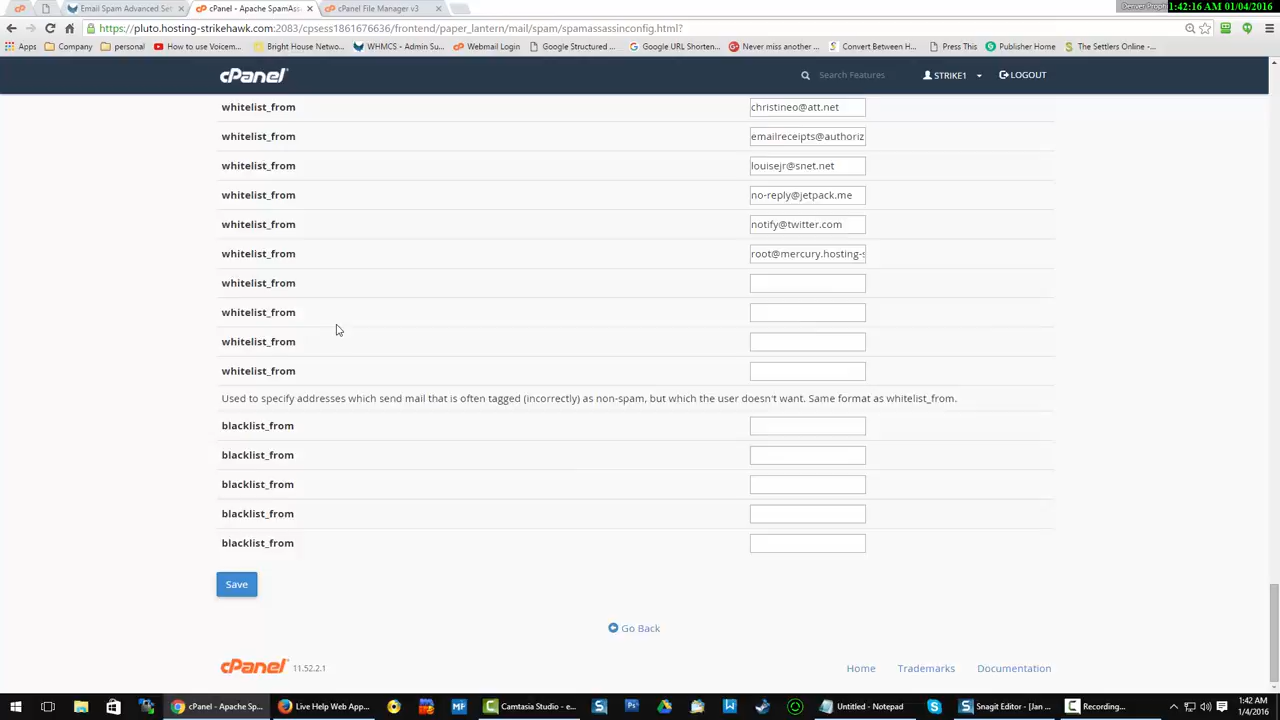 Email Spam Advanced Set
cPanel - Apache SpamAss
cPanel File Manager v3
DenverProph
1:42:16 AM 01/04/2016
https://pluto.hosting-strikehawk.com:2083/cpsess1861676636/frontend/paper_lantern/mail/spam/spamassassinconfig.html?
Apps Company personal How to use Voicem... Bright House Netwo... WHMCS - Admin Su... Webmail Login Google Structured ... Google URL Shorten... Never miss another ... Convert Between H... Press This Publisher Home The Settlers Online -...
cPanel Search Features STRIKE1 LOGOUT
whitelist_from christineo@att.net
whitelist_from emailreceipts@authoriz
whitelist_from louisejr@snet.net
whitelist_from no-reply@jetpack.me
whitelist_from notify@twitter.com
whitelist_from root@mercury.hosting-s
whitelist_from
whitelist_from
whitelist_from
whitelist_from
Used to specify addresses which send mail that is often tagged (incorrectly) as non-spam, but which the user doesn't want. Same format as whitelist_from.
blacklist_from
blacklist_from
blacklist_from
blacklist_from
blacklist_from
Save
Go Back
cPanel 11.52.2.1 Home Trademarks Documentation
cPanel - Apache Sp... Live Help Web App... Camtasia Studio - e... Untitled - Notepad Snagit Editor - [Jan ... Recording... 1:42 AM
1/4/2016